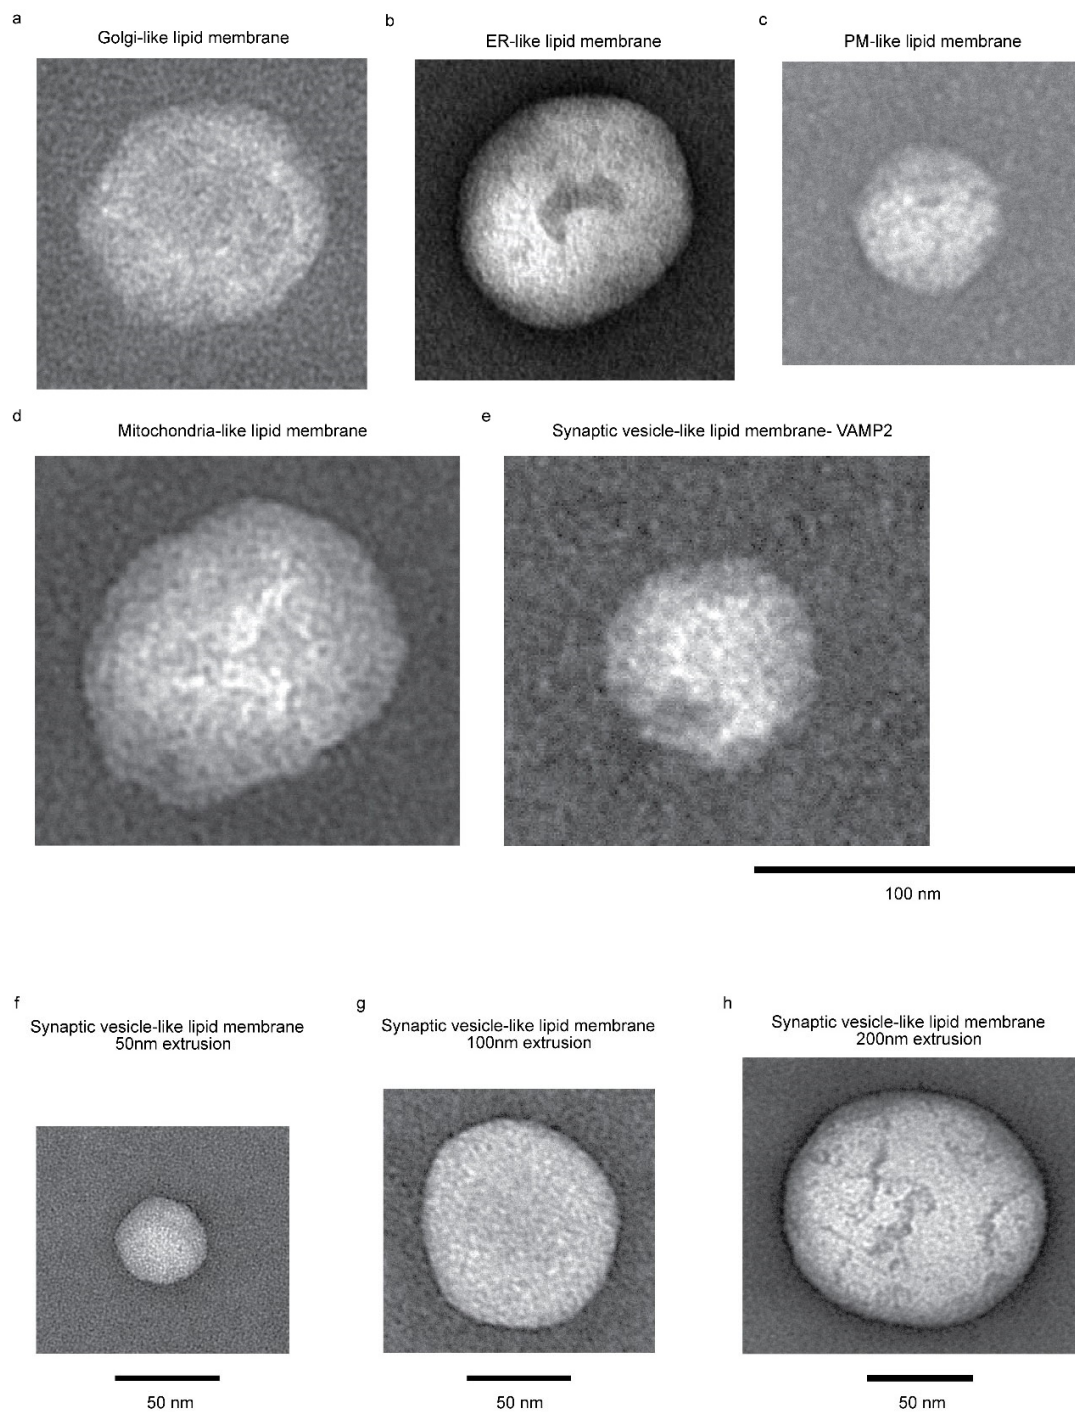 a
Golgi-like lipid membrane
b
ER-like lipid membrane
c
PM-like lipid membrane
d
Mitochondria-like lipid membrane
e
Synaptic vesicle-like lipid membrane- VAMP2
100 nm
f
Synaptic vesicle-like lipid membrane
50nm extrusion
g
Synaptic vesicle-like lipid membrane
100nm extrusion
h
Synaptic vesicle-like lipid membrane
200nm extrusion
50 nm
50 nm
50 nm